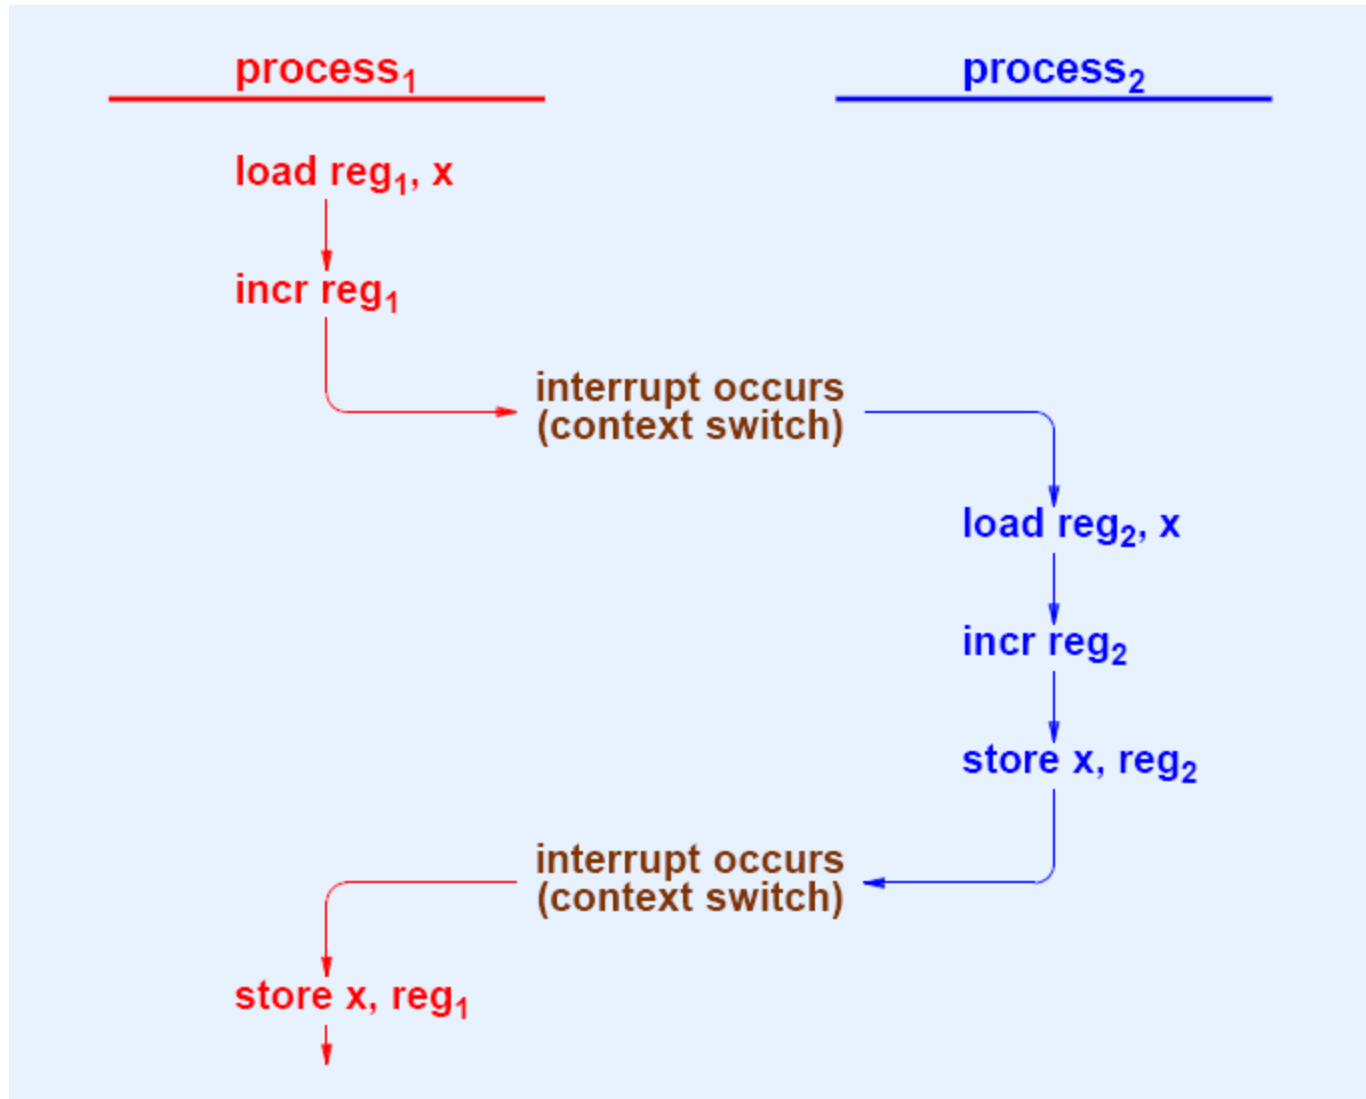 process₁
process₂
load reg₁, x
incr reg₁
interrupt occurs
(context switch)
load reg₂, x
incr reg₂
store x, reg₂
interrupt occurs
(context switch)
store x, reg₁